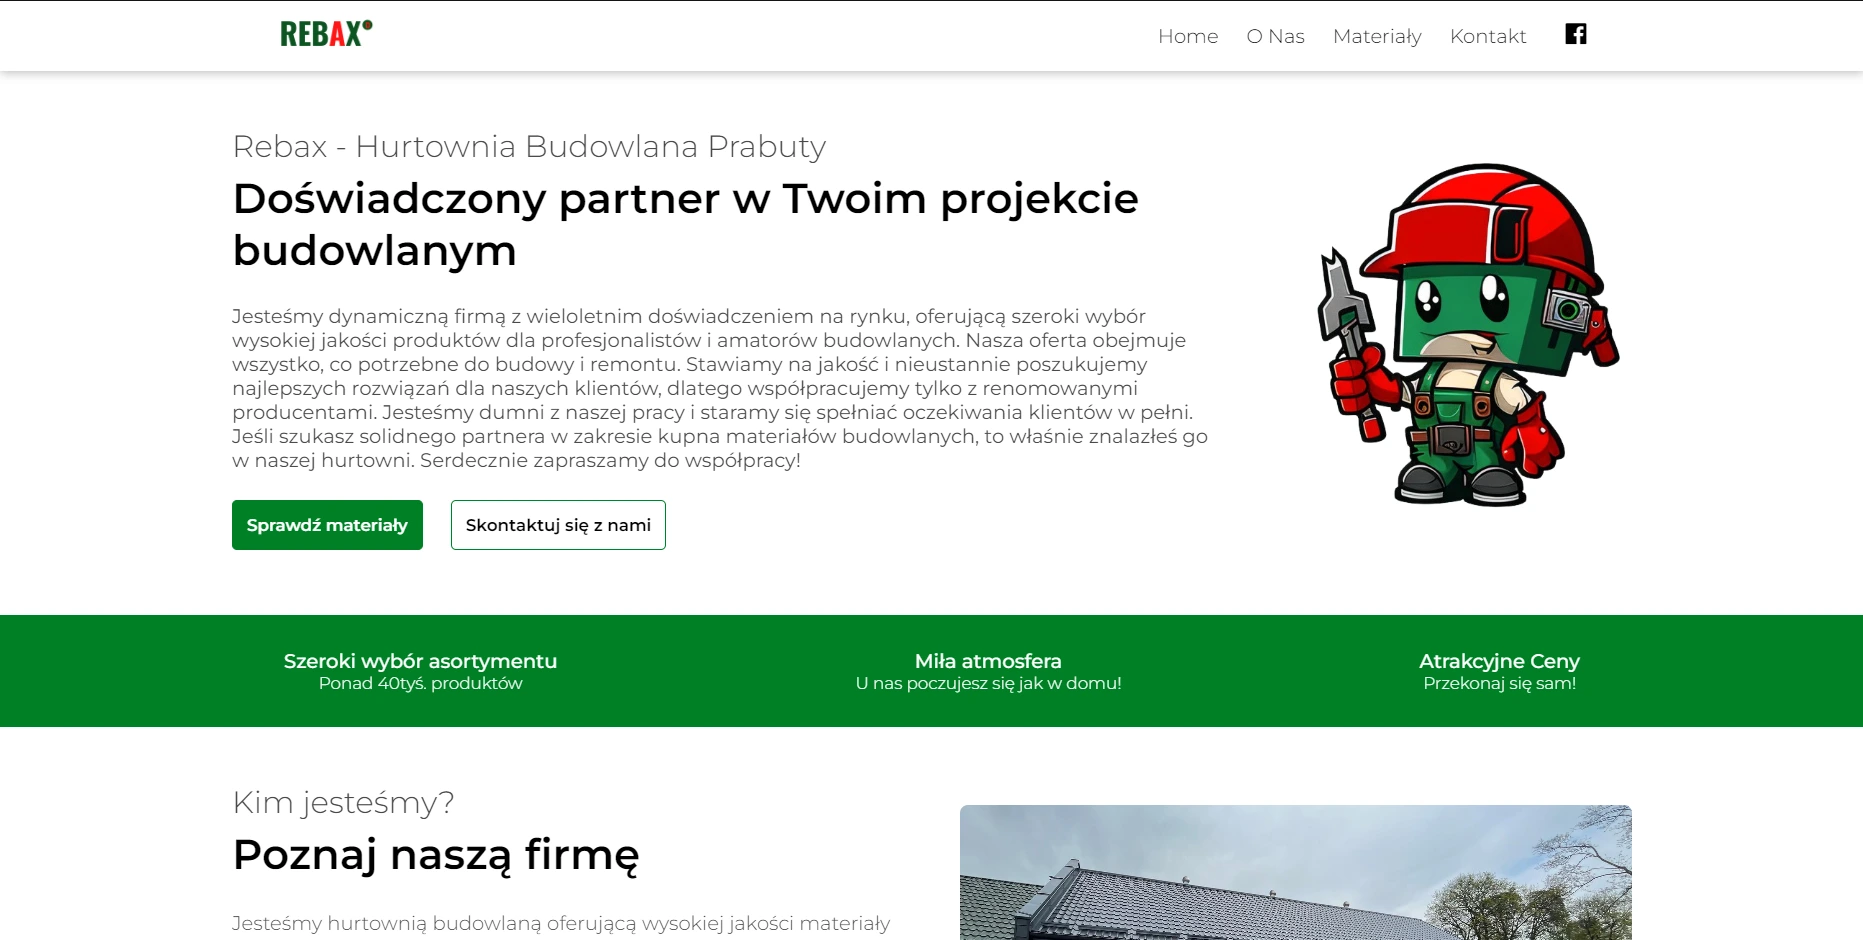 REBAX
Home
O Nas
Materiały
Kontakt
Rebax - Hurtownia Budowlana Prabuty
Doświadczony partner w Twoim projekcie
budowlanym
Jesteśmy dynamiczną firmą z wieloletnim doświadczeniem na rynku, oferującą szeroki wybór
wysokiej jakości produktów dla profesjonalistów i amatorów budowlanych. Nasza oferta obejmuje
wszystko, co potrzebne do budowy i remontu. Stawiamy na jakość i nieustannie poszukujemy
najlepszych rozwiązań dla naszych klientów, dlatego współpracujemy tylko z renomowanymi
producentami. Jesteśmy dumni z naszej pracy i staramy się spełniać oczekiwania klientów w pełni.
Jeśli szukasz solidnego partnera w zakresie kupna materiałów budowlanych, to właśnie znalazłeś go
w naszej hurtowni. Serdecznie zapraszamy do współpracy!
Sprawdź materiały
Skontaktuj się z nami
Szeroki wybór asortymentu
Ponad 40tyś. produktów
Miła atmosfera
U nas poczujesz się jak w domu!
Atrakcyjne Ceny
Przekonaj się sam!
Kim jesteśmy?
Poznaj naszą firmę
Jesteśmy hurtownią budowlaną oferującą wysokiej jakości materiały